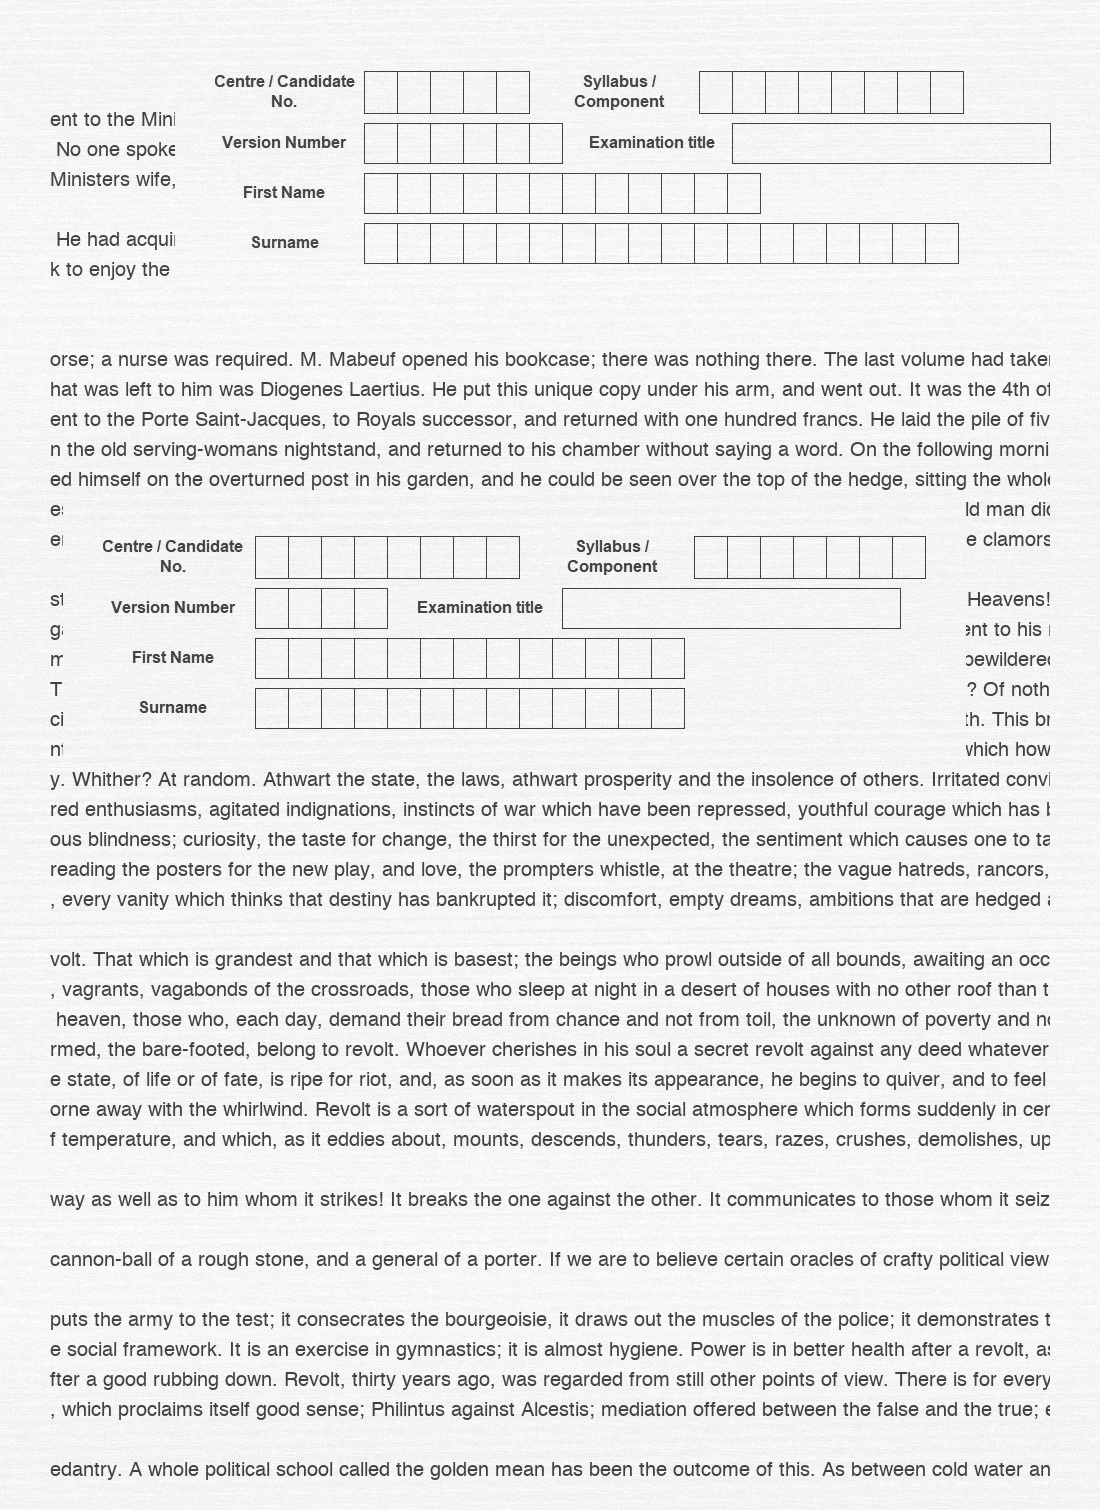 Centre / Candidate No.
Syllabus / Component
ent to the Mini
Version Number
Examination title
No one spoke
Ministers wife,
First Name
He had acqui
Surname
k to enjoy the
orse; a nurse was required. M. Mabeuf opened his bookcase; there was nothing there. The last volume had taken
hat was left to him was Diogenes Laertius. He put this unique copy under his arm, and went out. It was the 4th of
ent to the Porte Saint-Jacques, to Royals successor, and returned with one hundred francs. He laid the pile of fiv
n the old serving-womans nightstand, and returned to his chamber without saying a word. On the following morni
ed himself on the overturned post in his garden, and he could be seen over the top of the hedge, sitting the whole
es ld man did
e clamors
Centre / Candidate No.
Syllabus / Component
st Heavens!
Version Number
Examination title
ga ent to his
First Name
m bewildered
T ? Of noth
Surname
ci th. This br
nt which how
y. Whither? At random. Athwart the state, the laws, athwart prosperity and the insolence of others. Irritated convi
red enthusiasms, agitated indignations, instincts of war which have been repressed, youthful courage which has b
ous blindness; curiosity, the taste for change, the thirst for the unexpected, the sentiment which causes one to ta
reading the posters for the new play, and love, the prompters whistle, at the theatre; the vague hatreds, rancors,
, every vanity which thinks that destiny has bankrupted it; discomfort, empty dreams, ambitions that are hedged a
volt. That which is grandest and that which is basest; the beings who prowl outside of all bounds, awaiting an occ
, vagrants, vagabonds of the crossroads, those who sleep at night in a desert of houses with no other roof than t
heaven, those who, each day, demand their bread from chance and not from toil, the unknown of poverty and no
rmed, the bare-footed, belong to revolt. Whoever cherishes in his soul a secret revolt against any deed whatever
e state, of life or of fate, is ripe for riot, and, as soon as it makes its appearance, he begins to quiver, and to feel
orne away with the whirlwind. Revolt is a sort of waterspout in the social atmosphere which forms suddenly in cer
f temperature, and which, as it eddies about, mounts, descends, thunders, tears, razes, crushes, demolishes, up
way as well as to him whom it strikes! It breaks the one against the other. It communicates to those whom it seiz
cannon-ball of a rough stone, and a general of a porter. If we are to believe certain oracles of crafty political view
puts the army to the test; it consecrates the bourgeoisie, it draws out the muscles of the police; it demonstrates t
e social framework. It is an exercise in gymnastics; it is almost hygiene. Power is in better health after a revolt, as
fter a good rubbing down. Revolt, thirty years ago, was regarded from still other points of view. There is for every
, which proclaims itself good sense; Philintus against Alcestis; mediation offered between the false and the true; e
edantry. A whole political school called the golden mean has been the outcome of this. As between cold water an